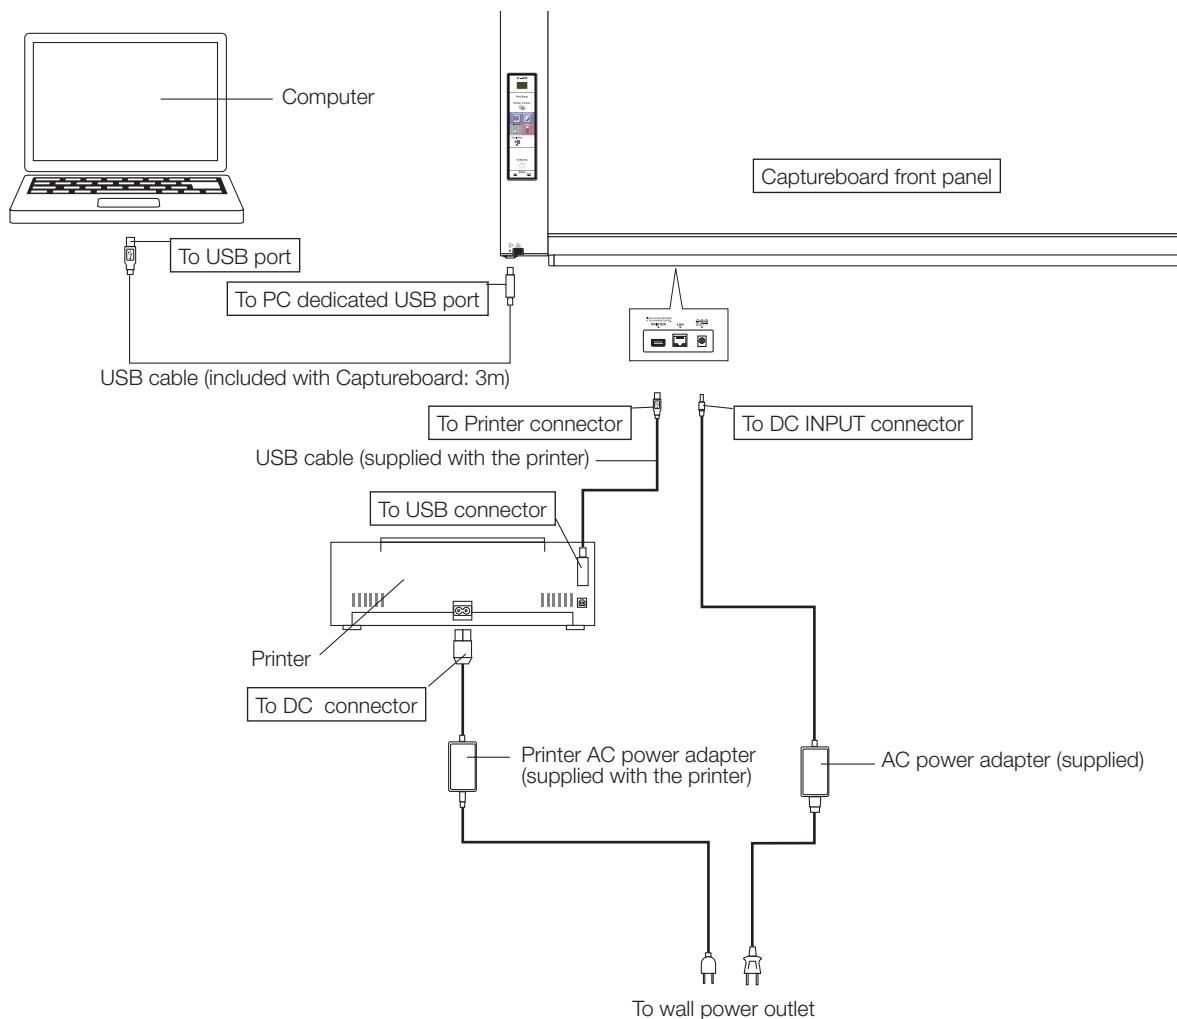 Computer
Captureboard front panel
To USB port
To PC dedicated USB port
PRINTER
LAN
USB cable (included with Captureboard: 3m)
To Printer connector
To DC INPUT connector
USB cable (supplied with the printer)
To USB connector
Printer
To DC connector
Printer AC power adapter
(supplied with the printer)
AC power adapter (supplied)
To wall power outlet